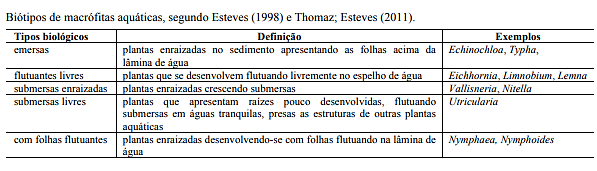 Biótipos de macrófitas aquáticas, segundo Esteves (1998) e Thomaz; Esteves (2011).
Tipos biológicos Definição Exemplos
emersas plantas enraizadas no sedimento apresentando as folhas acima da Echinochloa, Typha,
lâmina de água
flutuantes livres plantas que se desenvolvem flutuando livremente no espelho de água Eichhornia, Limnobium, Lemna
submersas enraizadas plantas enraizadas crescendo submersas Vallisneria, Nitella
submersas livres plantas que apresentam raízes pouco desenvolvidas, flutuando Utricularia
submersas em águas tranquilas, presas as estruturas de outras plantas
aquáticas
com folhas flutuantes plantas enraizadas desenvolvendo-se com folhas flutuando na lâmina de Nymphaea, Nymphoides
água